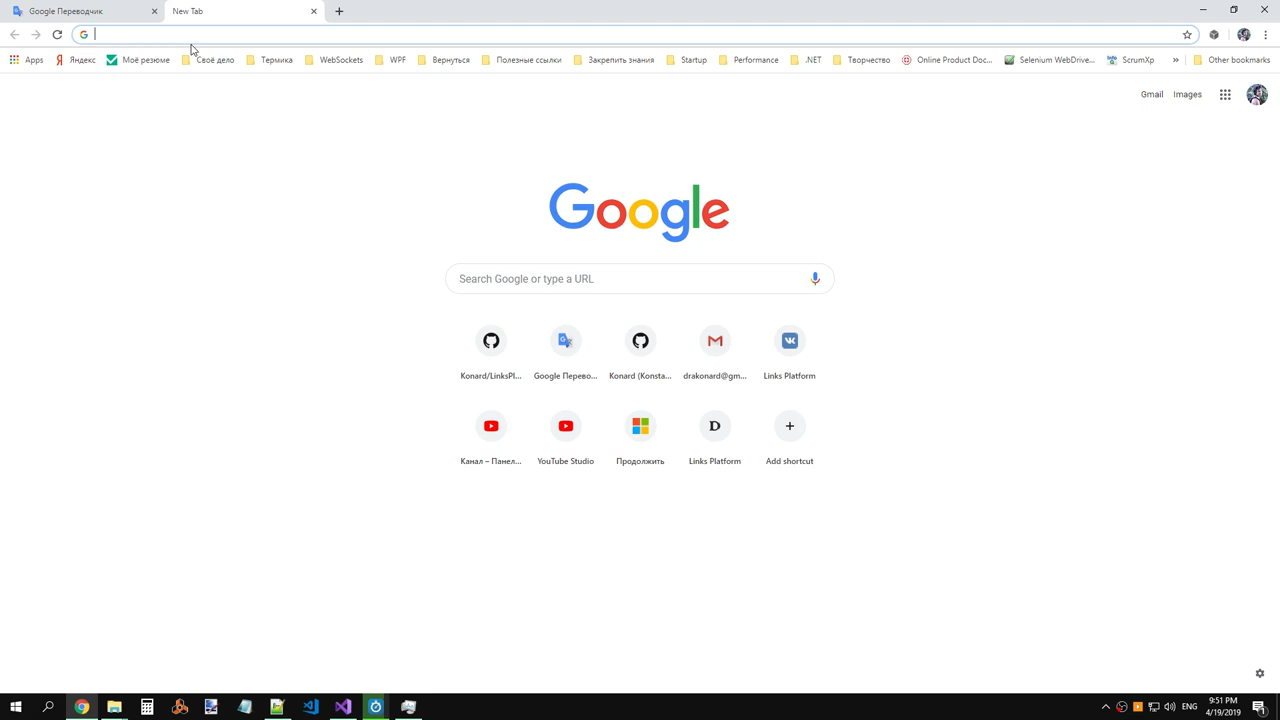 Google Переводчик
New Tab
Apps
Яндекс
Моё резюме
Своё дело
Термика
WebSockets
WPF
Вернуться
Полезные ссылки
Закрепить знания
Startup
Performance
.NET
Творчество
Online Product Doc...
Selenium WebDrive...
ScrumXp
»
Other bookmarks
Gmail
Images
Google
Search Google or type a URL
Konard/LinksPl...
Google Перево...
Konard (Konsta...
drakonard@gm...
Links Platform
Канал – Панел...
YouTube Studio
Продолжить
Links Platform
Add shortcut
ENG
9:51 PM
4/19/2019